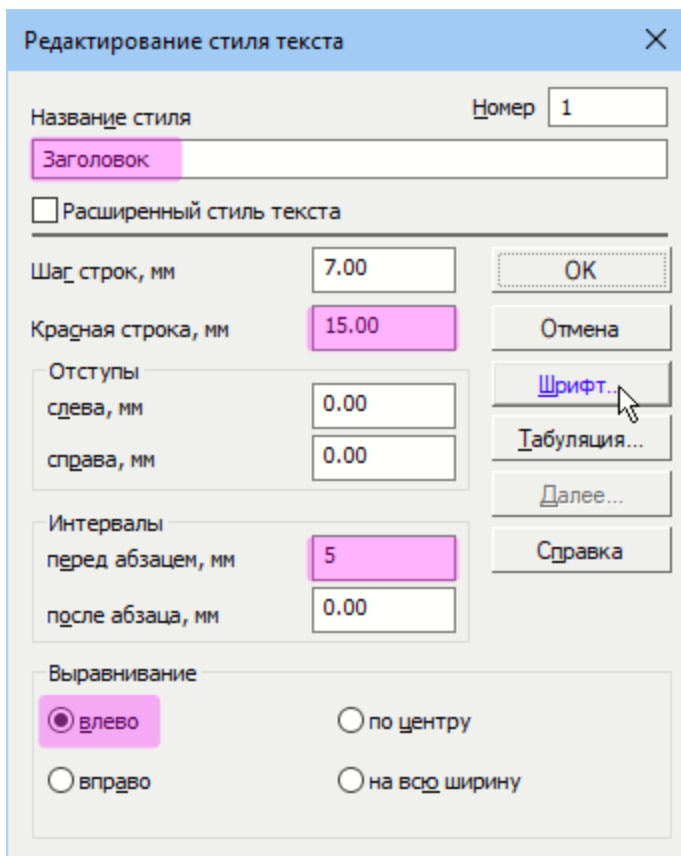 Редактирование стиля текста
Название стиля Номер 1
Заголовок
Расширенный стиль текста
Шаг строк, мм 7.00 OK
Красная строка, мм 15.00 Отмена
Отступы Шрифт...
слева, мм 0.00
справа, мм 0.00 Табуляция...
Далее...
Интервалы
перед абзацем, мм 5 Справка
после абзаца, мм 0.00
Выравнивание
влево по центру
вправо на всю ширину